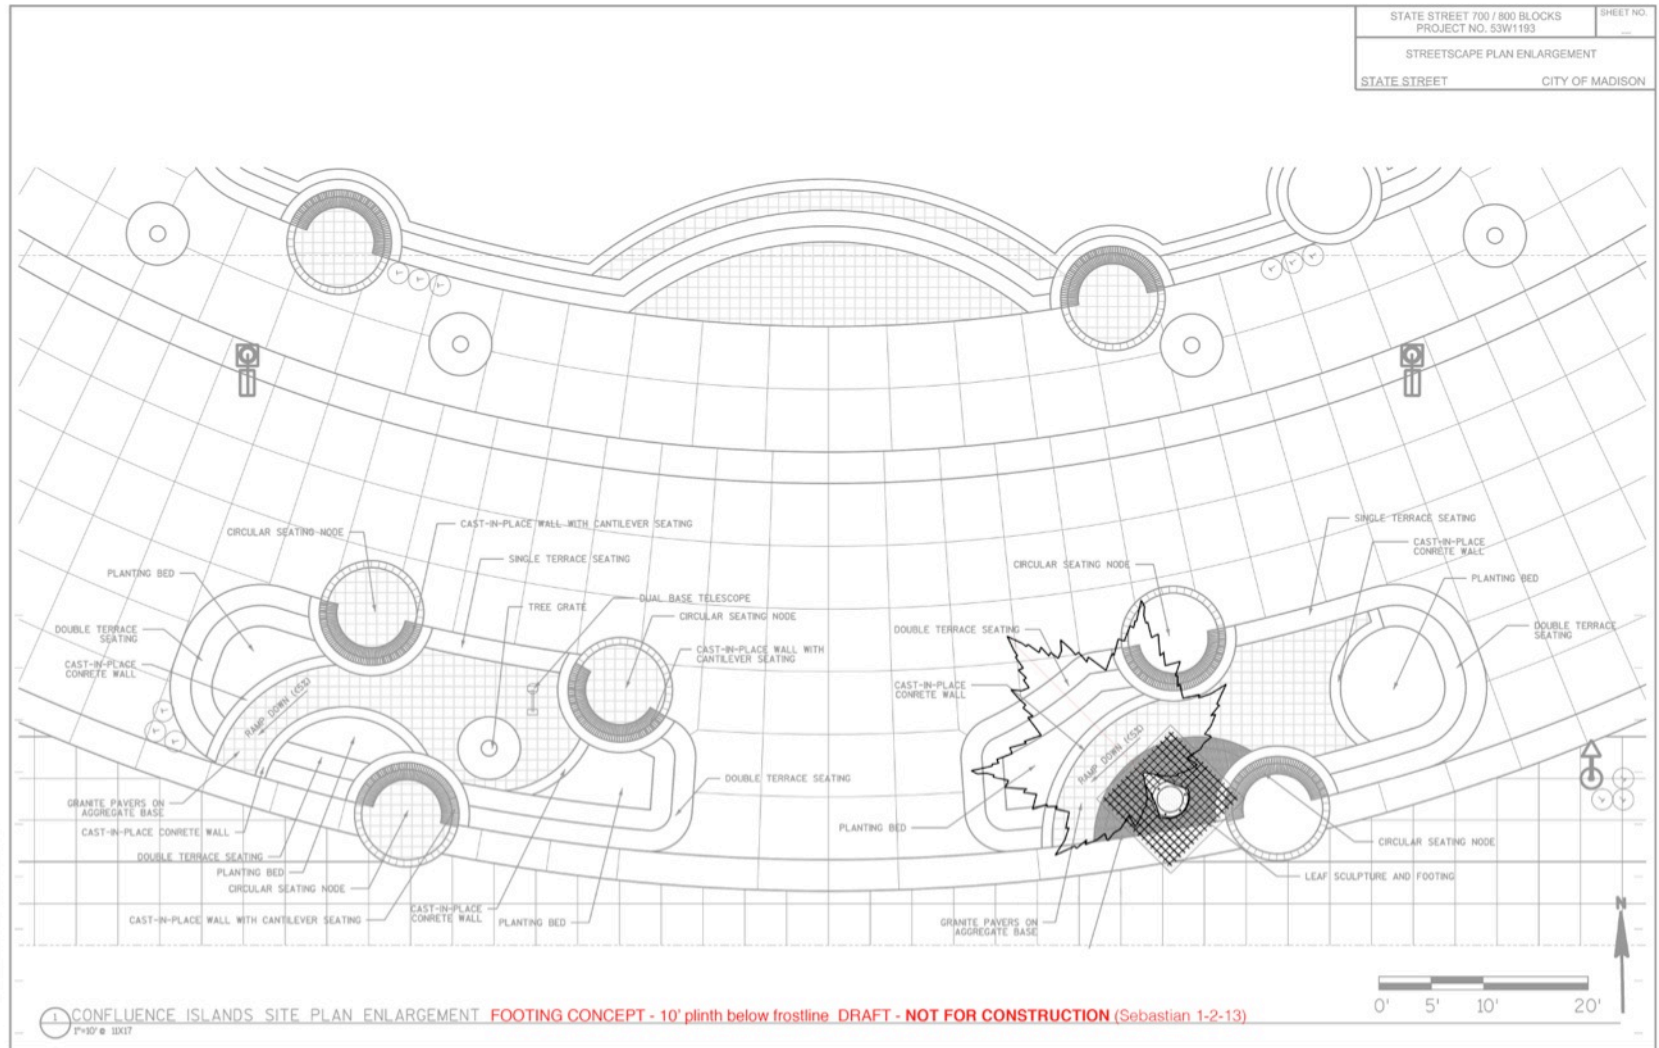 STATE STREET 700 / 800 BLOCKS
PROJECT NO. 53W1193
SHEET NO.
STREETSCAPE PLAN ENLARGEMENT
STATE STREET
CITY OF MADISON
CIRCULAR SEATING NODE
CAST-IN-PLACE WALL WITH CANTILEVER SEATING
SINGLE TERRACE SEATING
PLANTING BED
TREE GRATE
DUAL BASE TELESCOPE
CIRCULAR SEATING NODE
DOUBLE TERRACE
SEATING
CAST-IN-PLACE WALL WITH
CANTILEVER SEATING
CAST-IN-PLACE
CONRETE WALL
RAMP DOWN (<5%)
DOUBLE TERRACE SEATING
GRANITE PAVERS ON
AGGREGATE BASE
CAST-IN-PLACE CONRETE WALL
DOUBLE TERRACE SEATING
PLANTING BED
CIRCULAR SEATING NODE
CAST-IN-PLACE WALL WITH CANTILEVER SEATING
CAST-IN-PLACE
CONRETE WALL
PLANTING BED
SINGLE TERRACE SEATING
CAST-IN-PLACE
CONRETE WALL
CIRCULAR SEATING NODE
PLANTING BED
DOUBLE TERRACE SEATING
DOUBLE TERRACE
SEATING
CAST-IN-PLACE
CONRETE WALL
RAMP DOWN (<5%)
PLANTING BED
CIRCULAR SEATING NODE
LEAF SCULPTURE AND FOOTING
GRANITE PAVERS ON
AGGREGATE BASE
N
0' 5' 10' 20'
1 CONFLUENCE ISLANDS SITE PLAN ENLARGEMENT FOOTING CONCEPT - 10' plinth below frostline DRAFT - NOT FOR CONSTRUCTION (Sebastian 1-2-13)
1"=10' @ 11X17